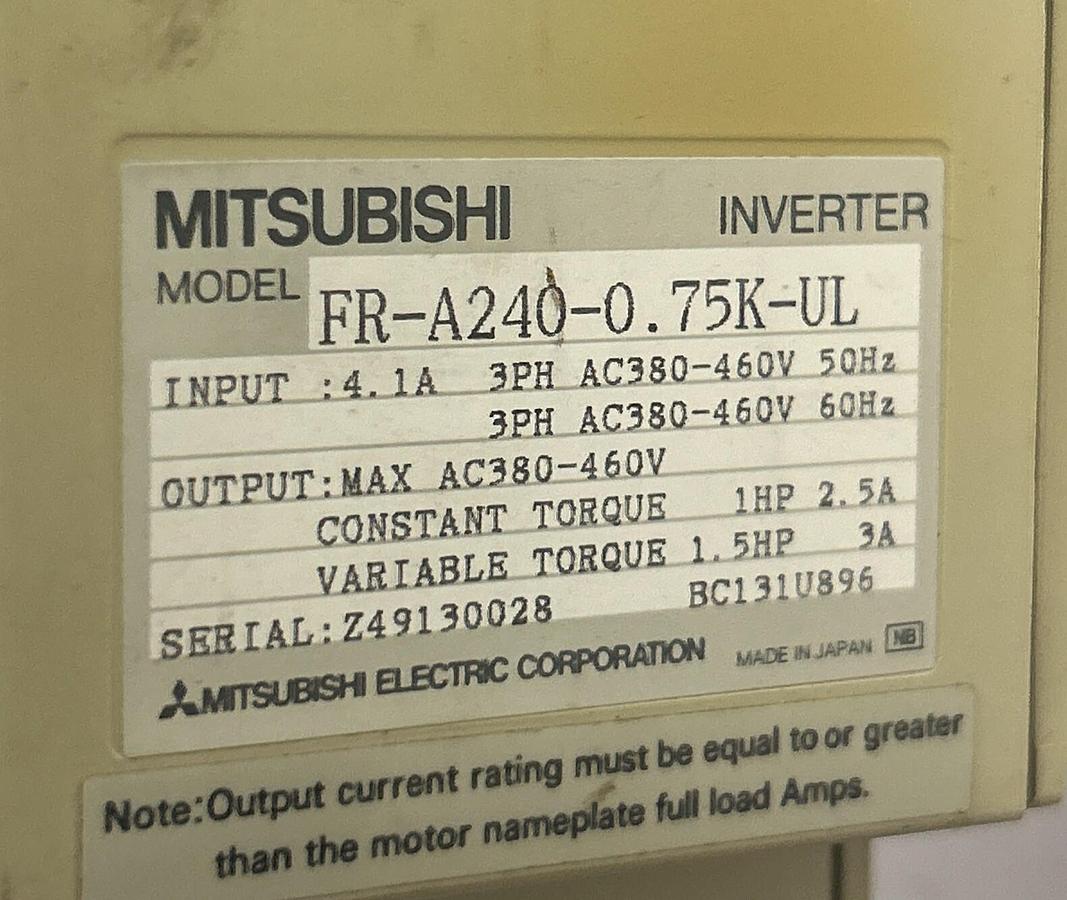 MITSUBISHI INVERTER
MODEL FR-A240-0.75K-UL
INPUT :4.1A 3PH AC380-460V 50Hz
3PH AC380-460V 60Hz
OUTPUT:MAX AC380-460V
CONSTANT TORQUE 1HP 2.5A
VARIABLE TORQUE 1.5HP 3A
SERIAL:Z49130028 BC131U896
MITSUBISHI ELECTRIC CORPORATION MADE IN JAPAN NB
Note:Output current rating must be equal to or greater
than the motor nameplate full load Amps.